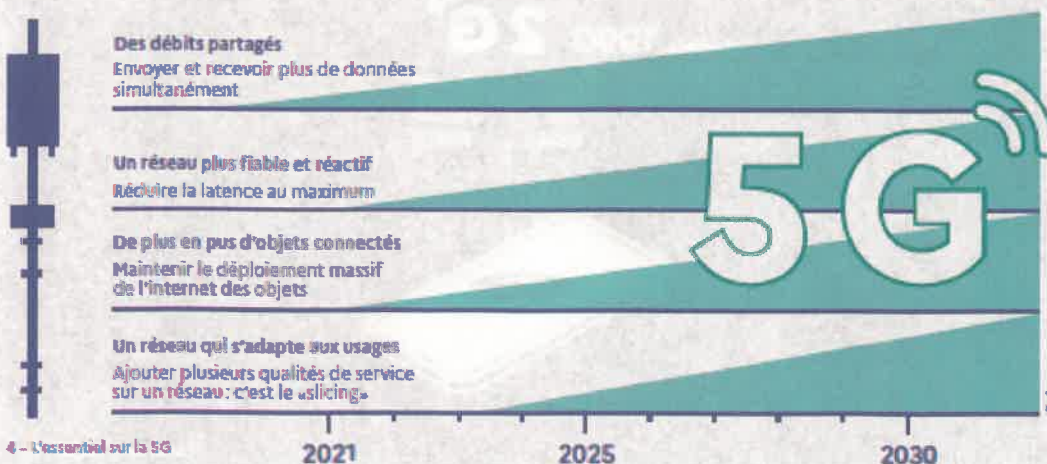 Des débits partagés
Envoyer et recevoir plus de données
simultanément
Un réseau plus fiable et réactif
Réduire la latence au maximum
De plus en pus d'objets connectés
Maintenir le déploiement massif
de l'internet des objets
Un réseau qui s'adapte aux usages
Ajouter plusieurs qualités de service
sur un réseau : c'est le «slicing»
5G
2021
2025
2030
4 – L'essentiel sur la 5G